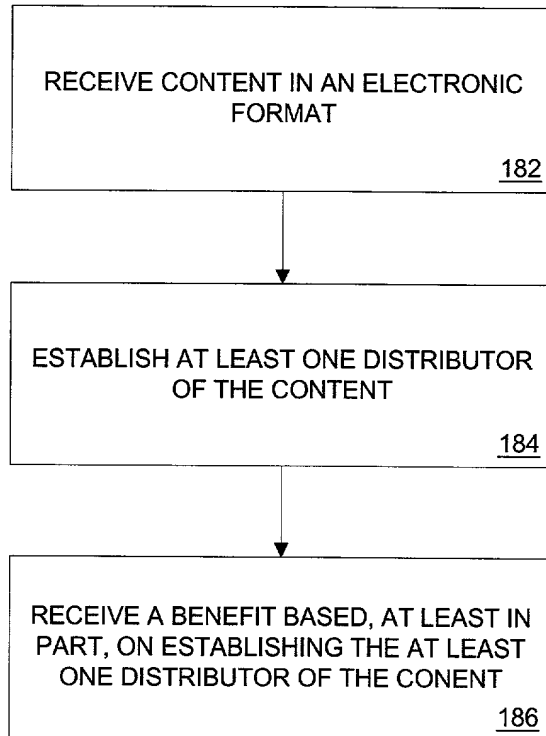 RECEIVE CONTENT IN AN ELECTRONIC
FORMAT
182
ESTABLISH AT LEAST ONE DISTRIBUTOR
OF THE CONTENT
184
RECEIVE A BENEFIT BASED, AT LEAST IN
PART, ON ESTABLISHING THE AT LEAST
ONE DISTRIBUTOR OF THE CONENT
186